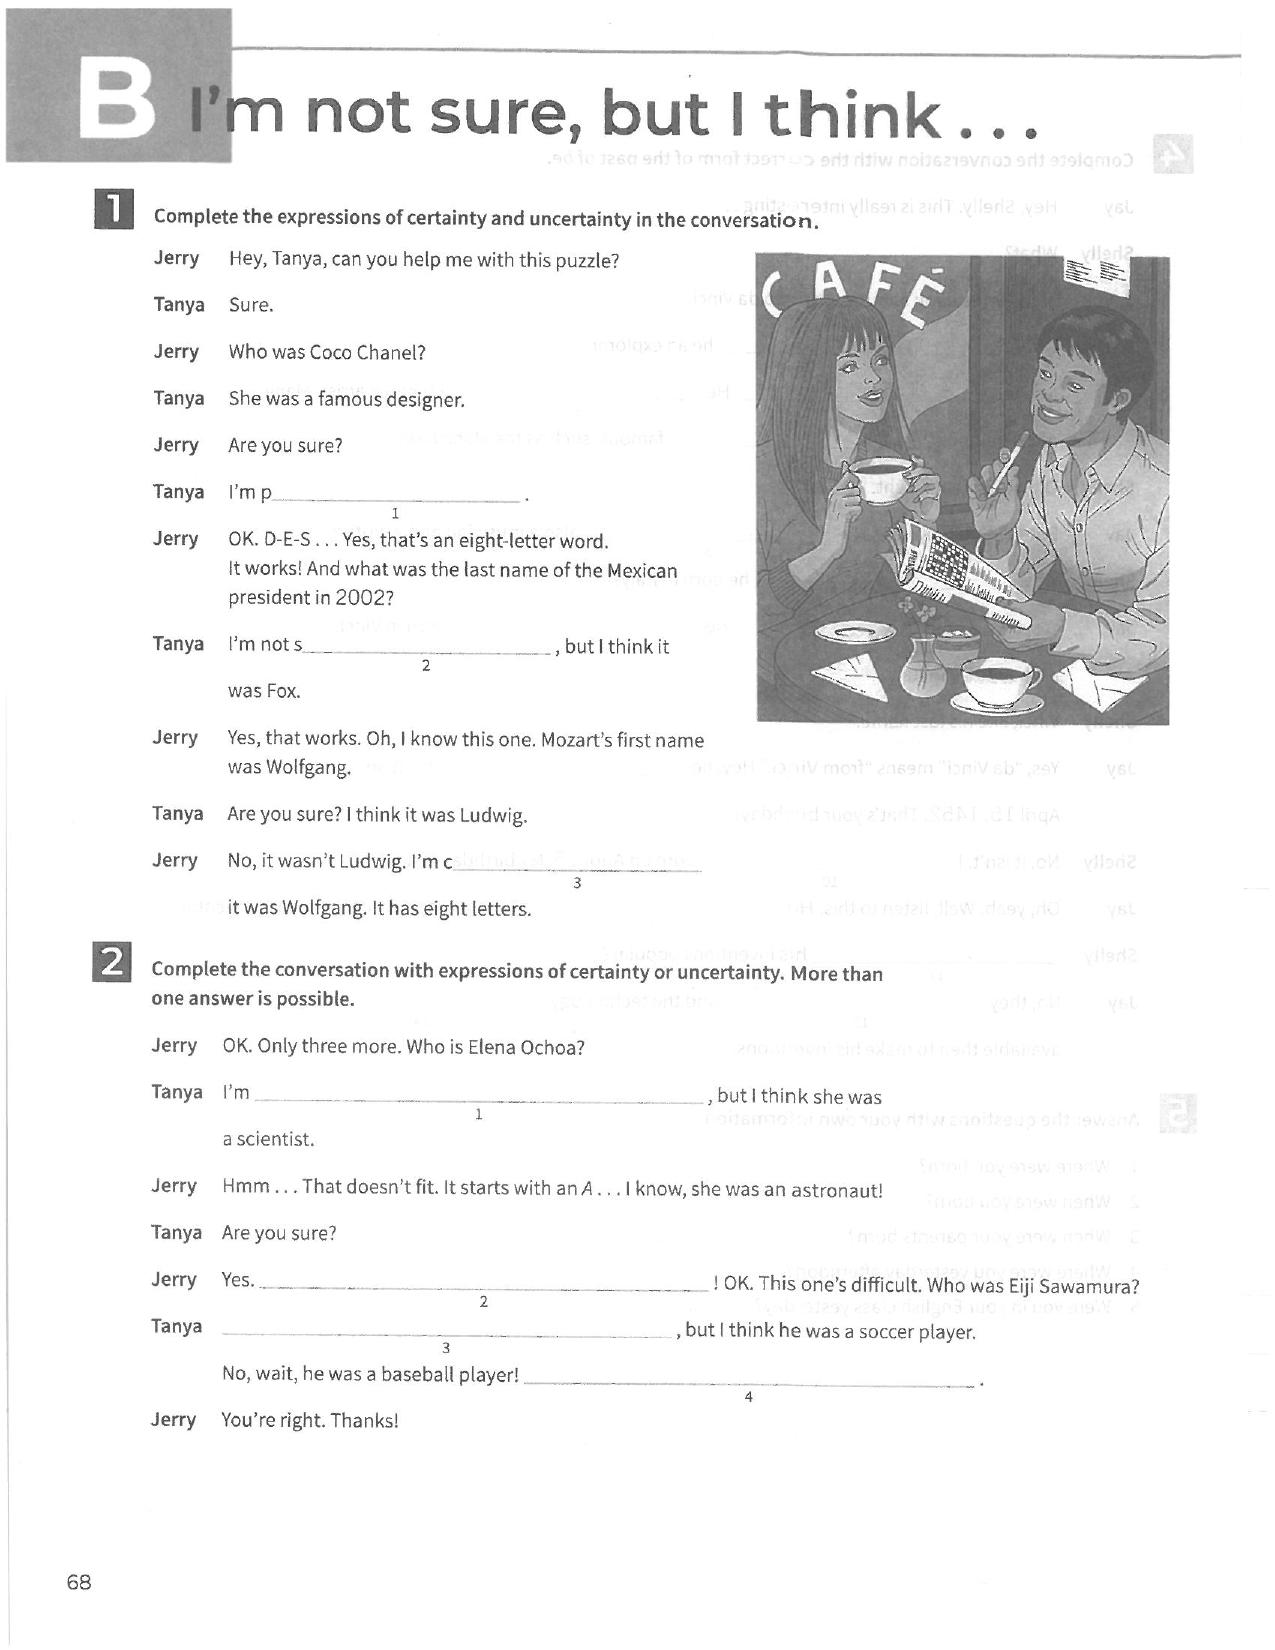 B I'm not sure, but I think . . .
1 Complete the expressions of certainty and uncertainty in the conversation.
Jerry Hey, Tanya, can you help me with this puzzle?
Tanya Sure.
Jerry Who was Coco Chanel?
Tanya She was a famous designer.
Jerry Are you sure?
Tanya I'm p____________________ .
1
Jerry OK. D-E-S . . . Yes, that's an eight-letter word.
It works! And what was the last name of the Mexican
president in 2002?
Tanya I'm not s____________________ , but I think it
2
was Fox.
Jerry Yes, that works. Oh, I know this one. Mozart's first name
was Wolfgang.
Tanya Are you sure? I think it was Ludwig.
Jerry No, it wasn't Ludwig. I'm c____________________
3
it was Wolfgang. It has eight letters.
CAFÉ
2 Complete the conversation with expressions of certainty or uncertainty. More than
one answer is possible.
Jerry OK. Only three more. Who is Elena Ochoa?
Tanya I'm ____________________ , but I think she was
1
a scientist.
Jerry Hmm . . . That doesn't fit. It starts with an A . . . I know, she was an astronaut!
Tanya Are you sure?
Jerry Yes. ____________________ ! OK. This one's difficult. Who was Eiji Sawamura?
2
Tanya ____________________ , but I think he was a soccer player.
3
No, wait, he was a baseball player! ____________________ .
4
Jerry You're right. Thanks!
68